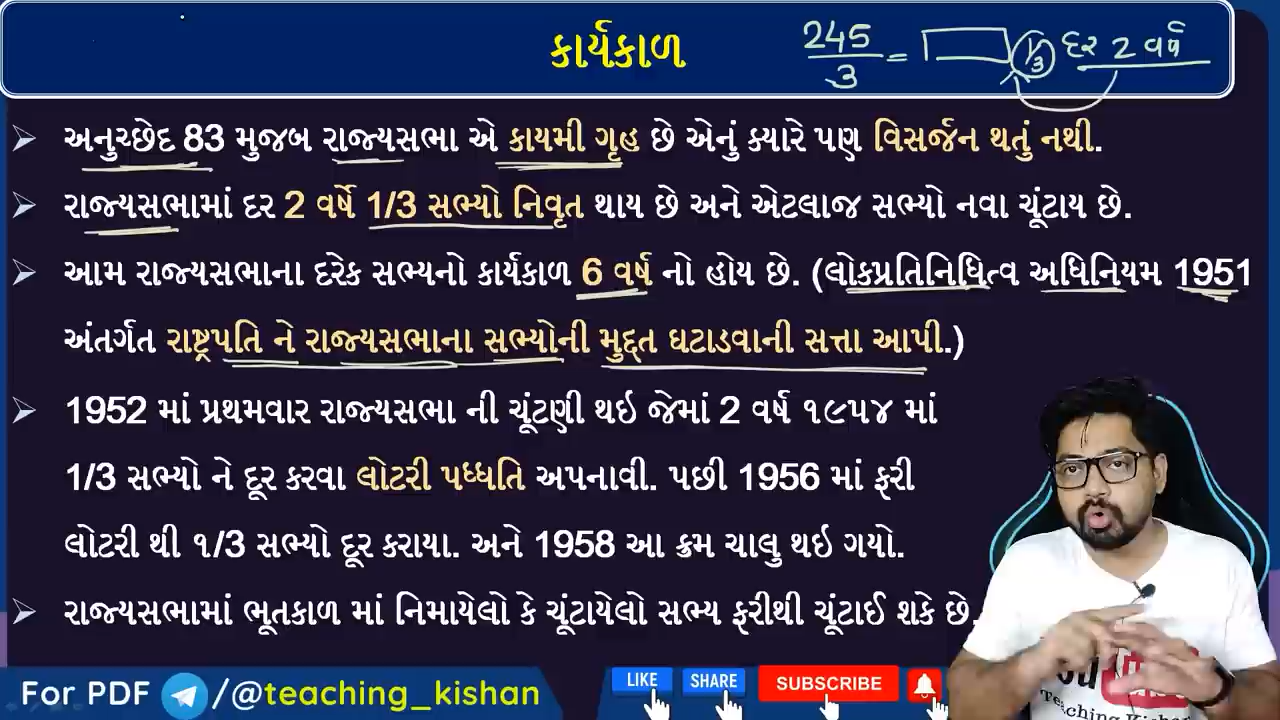 કાર્યકાળ
245/3 = 1/3 દર 2 વર્ષે
➢ અનુચ્છેદ 83 મુજબ રાજ્યસભા એ કાયમી ગૃહ છે એનું ક્યારે પણ વિસર્જન થતું નથી.
➢ રાજ્યસભામાં દર 2 વર્ષે 1/3 સભ્યો નિવૃત થાય છે અને એટલાજ સભ્યો નવા ચૂંટાય છે.
➢ આમ રાજ્યસભાના દરેક સભ્યનો કાર્યકાળ 6 વર્ષ નો હોય છે. (લોકપ્રતિનિધિત્વ અધિનિયમ 1951
અંતર્ગત રાષ્ટ્રપતિ ને રાજ્યસભાના સભ્યોની મુદ્દત ઘટાડવાની સત્તા આપી.)
➢ 1952 માં પ્રથમવાર રાજ્યસભા ની ચૂંટણી થઇ જેમાં 2 વર્ષ ૧૯૫૪ માં
1/3 સભ્યો ને દૂર કરવા લોટરી પધ્ધતિ અપનાવી. પછી 1956 માં ફરી
લોટરી થી ૧/3 સભ્યો દૂર કરાયા. અને 1958 આ ક્રમ ચાલુ થઇ ગયો.
➢ રાજ્યસભામાં ભૂતકાળ માં નિમાયેલો કે ચૂંટાયેલો સભ્ય ફરીથી ચૂંટાઈ શકે છે.
For PDF /@teaching_kishan
LIKE SHARE SUBSCRIBE